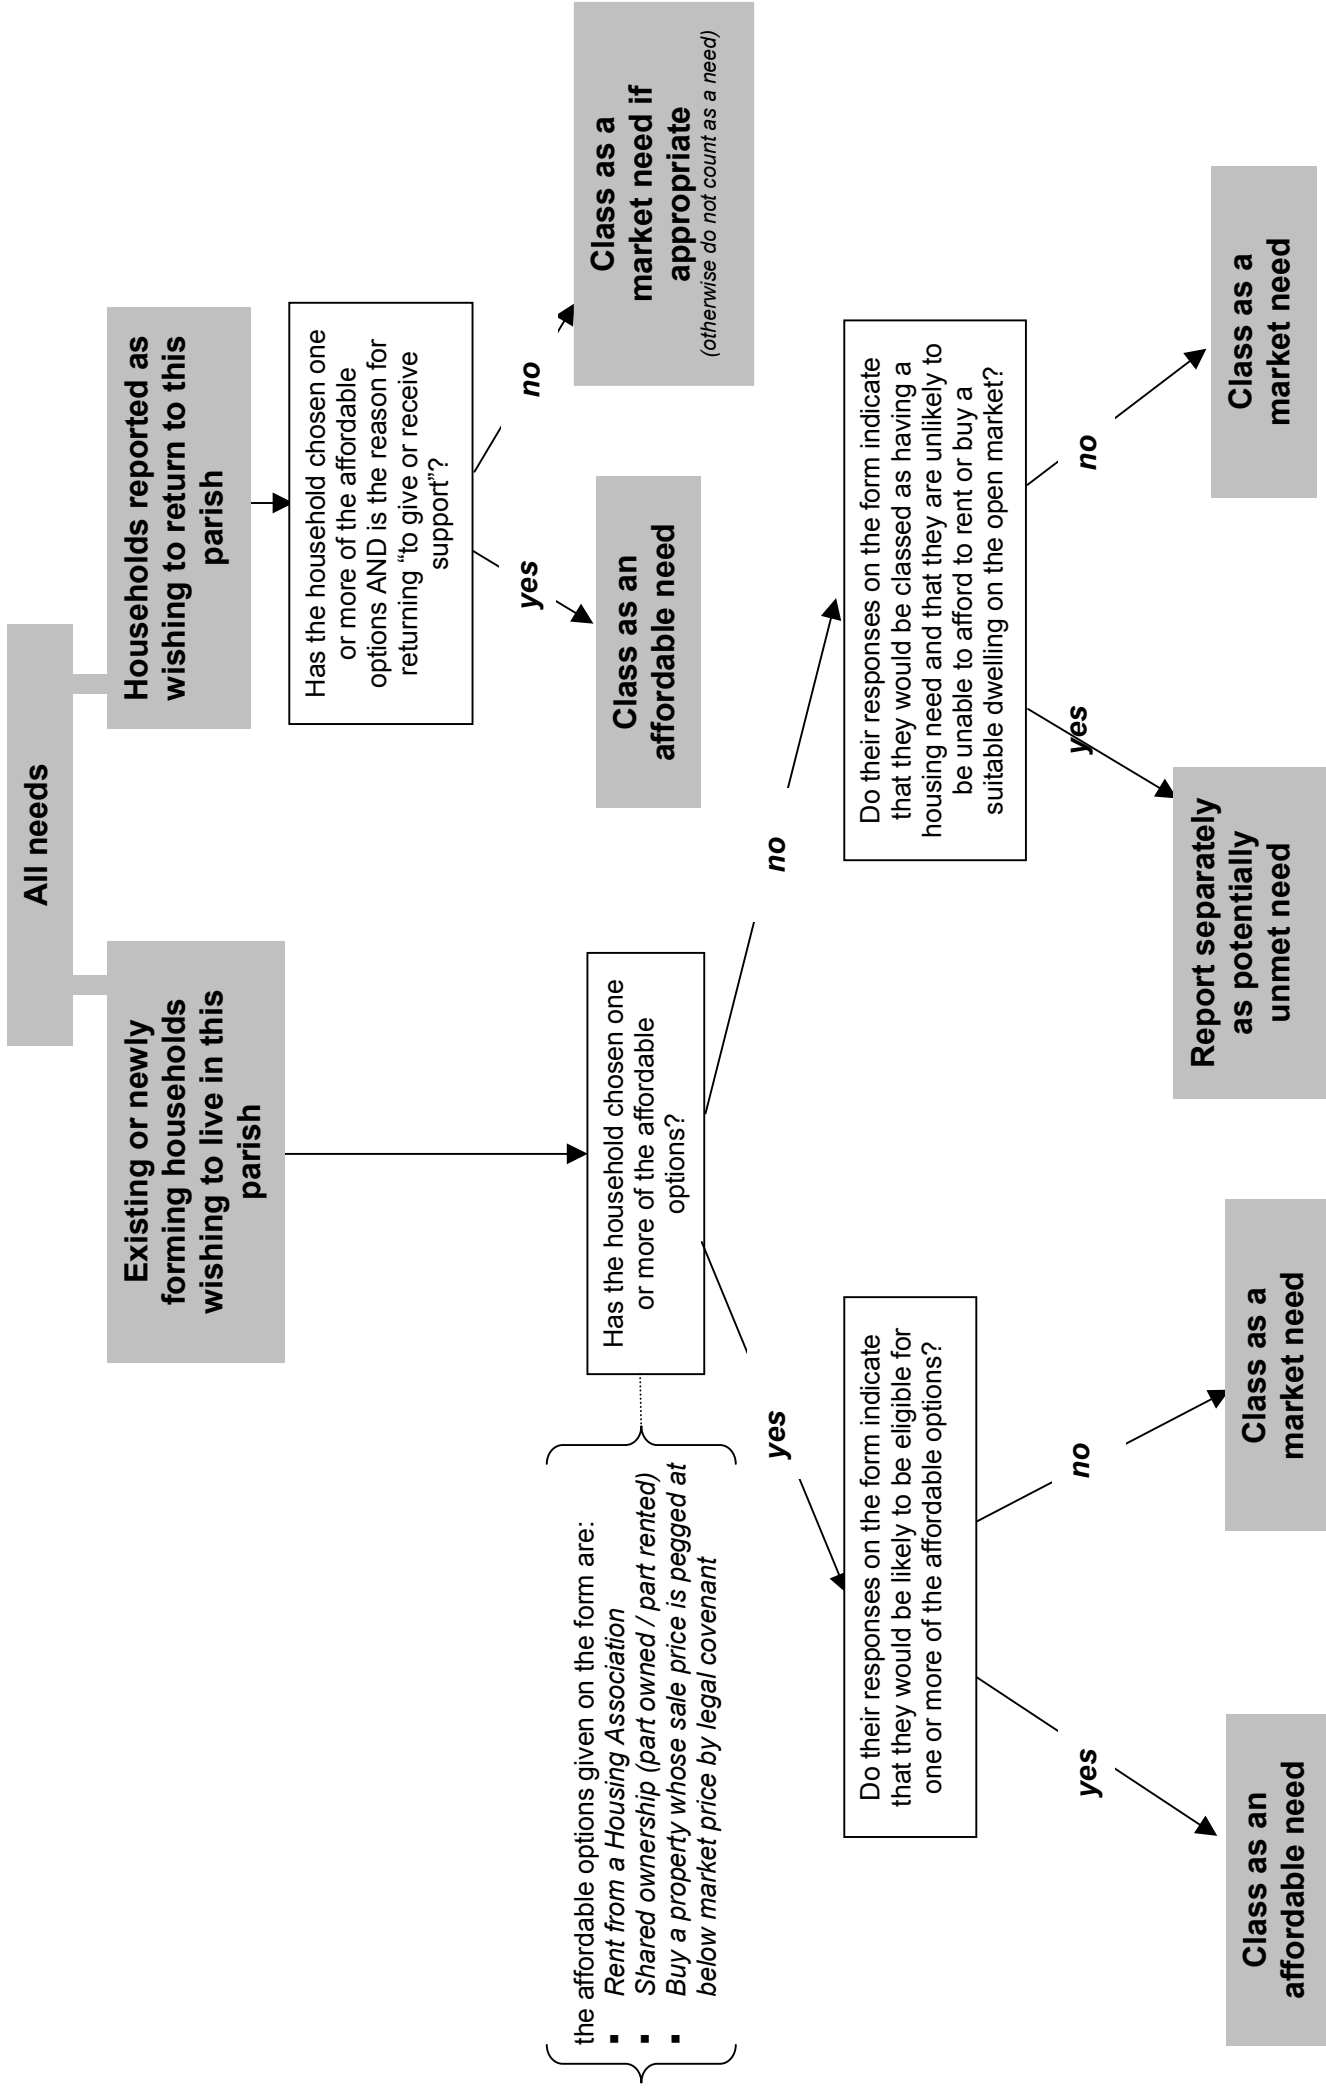 All needs
Existing or newly
forming households
wishing to live in this
parish
Households reported as
wishing to return to this
parish
Has the household chosen one
or more of the affordable
options AND is the reason for
returning “to give or receive
support”?
yes
no
Class as an
affordable need
Class as a
market need if
appropriate
(otherwise do not count as a need)
the affordable options given on the form are:
▪ Rent from a Housing Association
▪ Shared ownership (part owned / part rented)
▪ Buy a property whose sale price is pegged at
below market price by legal covenant
Has the household chosen one
or more of the affordable
options?
yes
no
Do their responses on the form indicate
that they would be likely to be eligible for
one or more of the affordable options?
yes
no
Class as an
affordable need
Class as a
market need
Do their responses on the form indicate
that they would be classed as having a
housing need and that they are unlikely to
be unable to afford to rent or buy a
suitable dwelling on the open market?
yes
no
Report separately
as potentially
unmet need
Class as a
market need